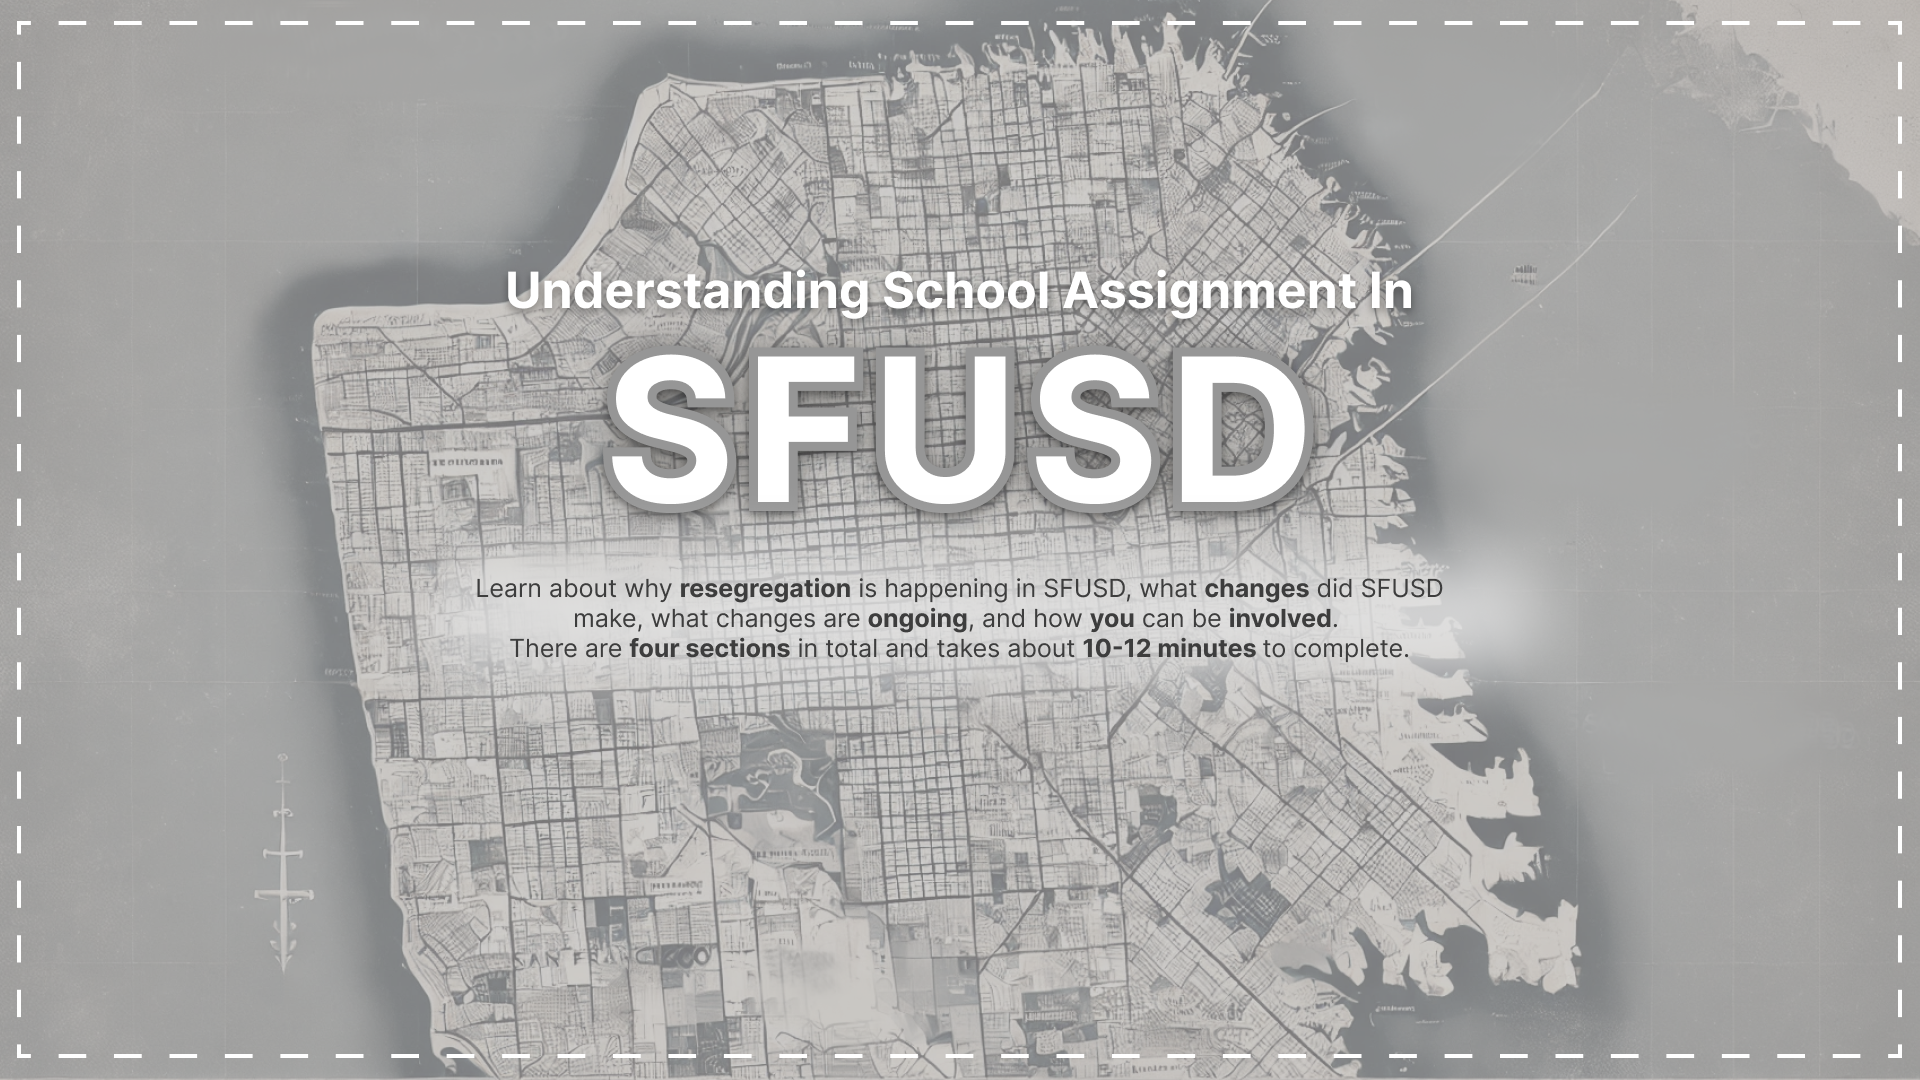 Understanding School Assignment In
SFUSD
Learn about why resegregation is happening in SFUSD, what changes did SFUSD
make, what changes are ongoing, and how you can be involved.
There are four sections in total and takes about 10-12 minutes to complete.
SAN FRANCISCO